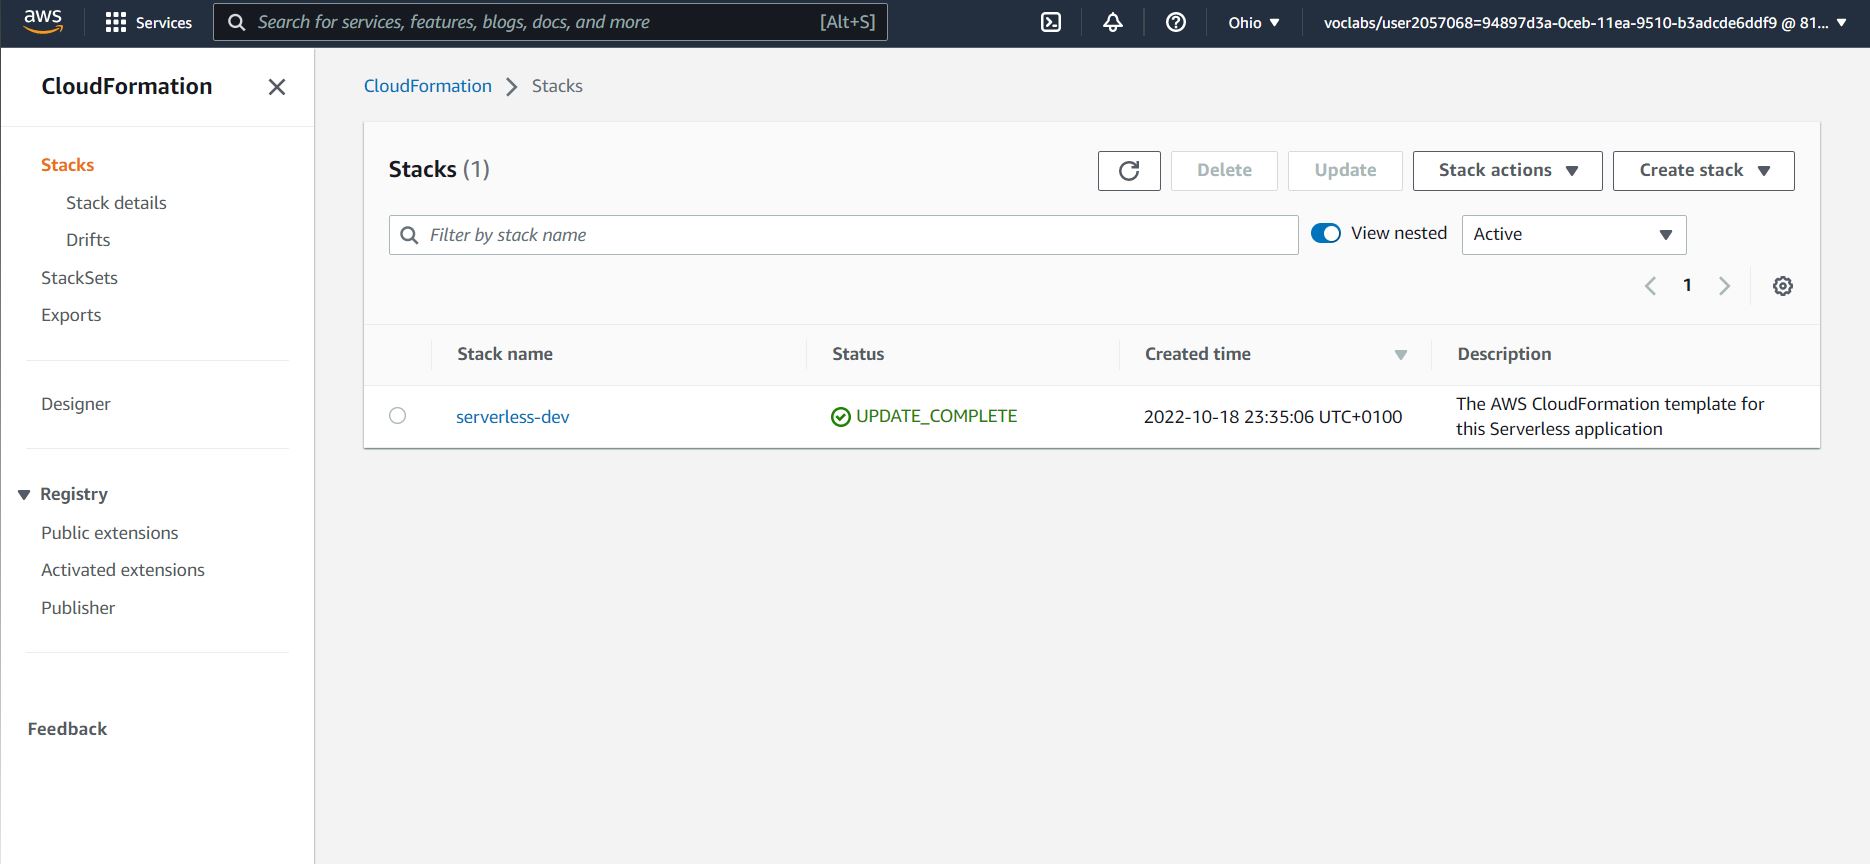 aws
Services
Search for services, features, blogs, docs, and more
[Alt+S]
Ohio
voclabs/user2057068=94897d3a-0ceb-11ea-9510-b3adcde6ddf9 @ 81...
CloudFormation
Stacks
Stack details
Drifts
StackSets
Exports
Designer
Registry
Public extensions
Activated extensions
Publisher
Feedback
CloudFormation
Stacks
Stacks (1)
Delete
Update
Stack actions
Create stack
Filter by stack name
View nested
Active
1
Stack name
Status
Created time
Description
serverless-dev
UPDATE_COMPLETE
2022-10-18 23:35:06 UTC+0100
The AWS CloudFormation template for
this Serverless application